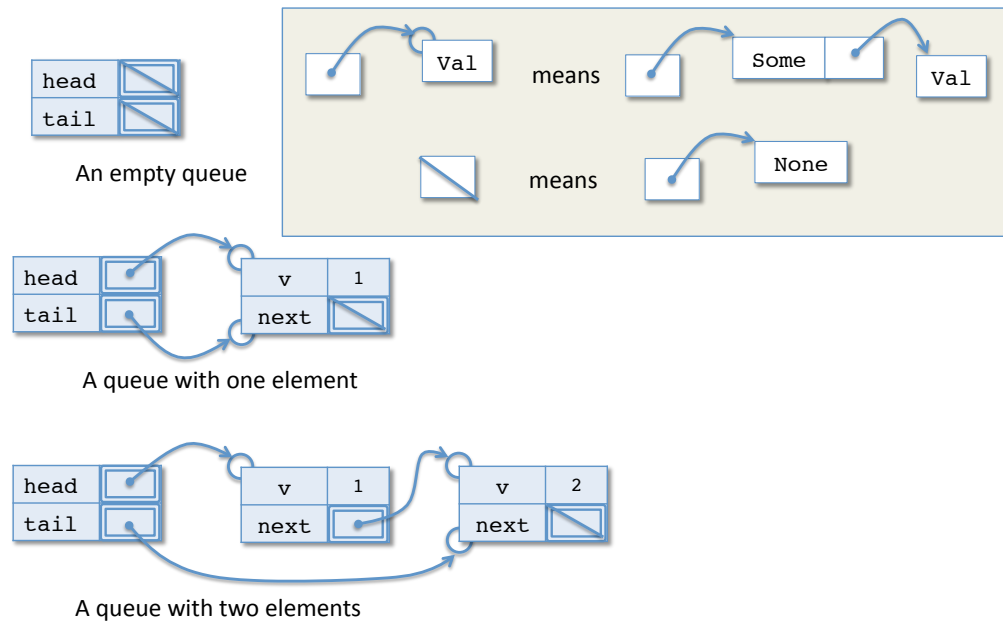 head
tail
An empty queue
Val means Some Val
means None
head
tail
v 1
next
A queue with one element
head
tail
v 1
next
v 2
next
A queue with two elements